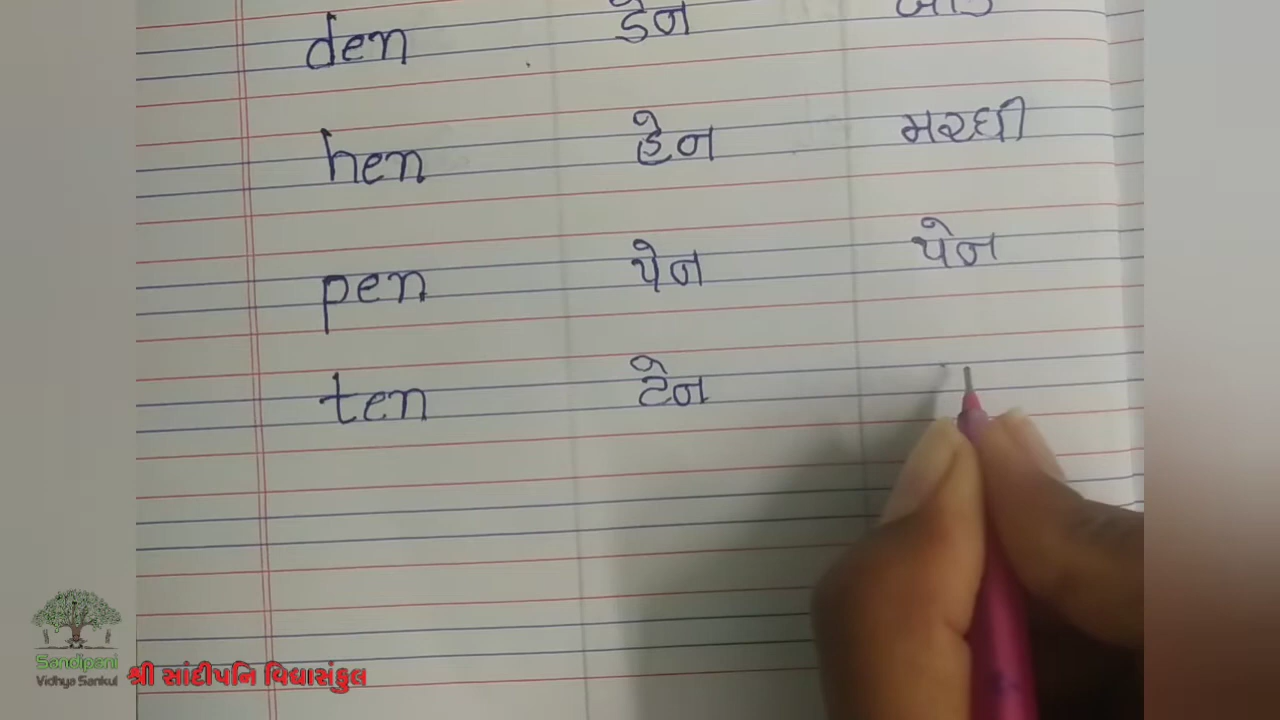 den ડેન
hen હેન મરઘી
pen પેન પેન
ten ટેન
Sandipani
Vidhya Sankul
શ્રી સાંદીપનિ વિદ્યાસંકુલ